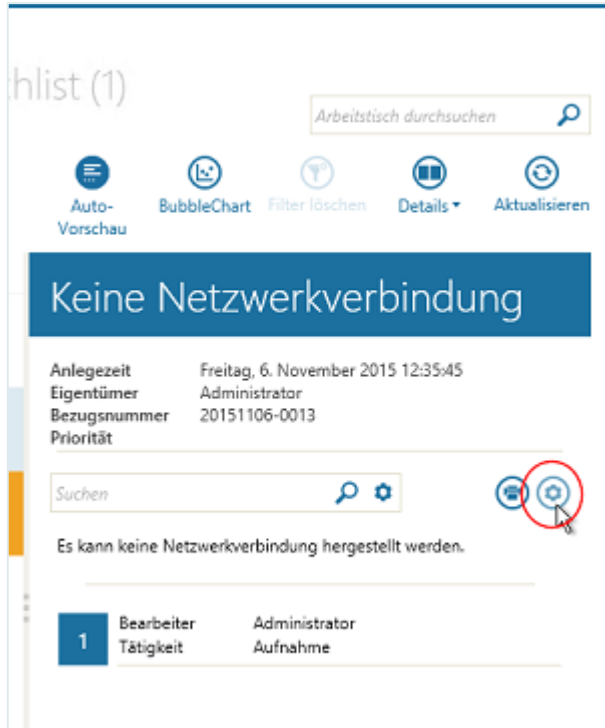 hlist (1)
Arbeitstisch durchsuchen
Auto-
Vorschau
BubbleChart
Filter löschen
Details
Aktualisieren
Keine Netzwerkverbindung
Anlegezeit Freitag, 6. November 2015 12:35:45
Eigentümer Administrator
Bezugsnummer 20151106-0013
Priorität
Suchen
Es kann keine Netzwerkverbindung hergestellt werden.
1
Bearbeiter Administrator
Tätigkeit Aufnahme